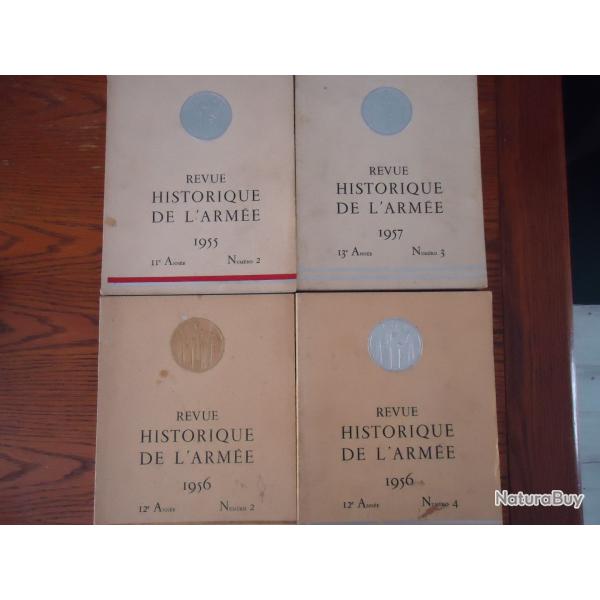 REVUE
HISTORIQUE
DE L'ARMÉE
1955
11e ANNÉE NUMÉRO 2
REVUE
HISTORIQUE
DE L'ARMÉE
1957
13e ANNÉE NUMÉRO 3
REVUE
HISTORIQUE
DE L'ARMÉE
1956
12e ANNÉE NUMÉRO 2
REVUE
HISTORIQUE
DE L'ARMÉE
1956
12e ANNÉE NUMÉRO 4
NaturaBuy